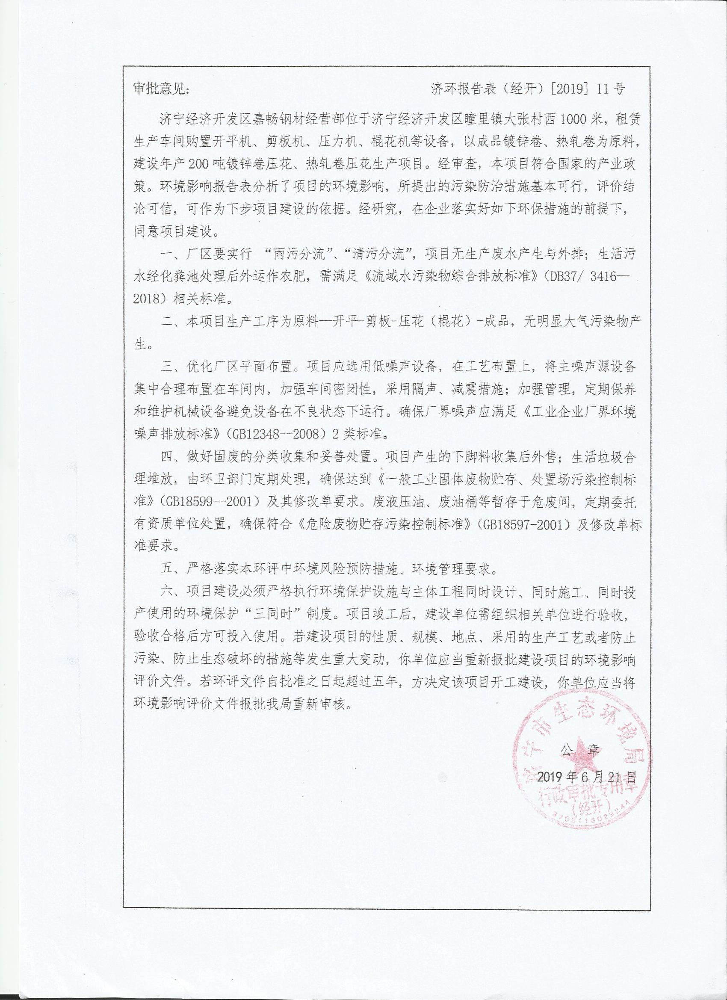 审批意见：
济环报告表（经开）[2019] 11 号
济宁经济开发区嘉畅钢材经营部位于济宁经济开发区疃里镇大张村西 1000 米，租赁
生产车间购置开平机、剪板机、压力机、棍花机等设备，以成品镀锌卷、热轧卷为原料，
建设年产 200 吨镀锌卷压花、热轧卷压花生产项目。经审查，本项目符合国家的产业政
策。环境影响报告表分析了项目的环境影响，所提出的污染防治措施基本可行，评价结
论可信，可作为下步项目建设的依据。经研究，在企业落实好如下环保措施的前提下，
同意项目建设。
一、厂区要实行 “雨污分流”、“清污分流”，项目无生产废水产生与外排；生活污
水经化粪池处理后外运作农肥，需满足《流域水污染物综合排放标准》（DB37/ 3416—
2018）相关标准。
二、本项目生产工序为原料—开平-剪板-压花（棍花）-成品，无明显大气污染物产
生。
三、优化厂区平面布置。项目应选用低噪声设备，在工艺布置上，将主噪声源设备
集中合理布置在车间内，加强车间密闭性，采用隔声、减震措施；加强管理，定期保养
和维护机械设备避免设备在不良状态下运行。确保厂界噪声应满足《工业企业厂界环境
噪声排放标准》（GB12348—2008）2 类标准。
四、做好固废的分类收集和妥善处置。项目产生的下脚料收集后外售；生活垃圾合
理堆放，由环卫部门定期处理，确保达到《一般工业固体废物贮存、处置场污染控制标
准》（GB18599--2001）及其修改单要求。废液压油、废油桶等暂存于危废间，定期委托
有资质单位处置，确保符合《危险废物贮存污染控制标准》（GB18597-2001）及修改单标
准要求。
五、严格落实本环评中环境风险预防措施、环境管理要求。
六、项目建设必须严格执行环境保护设施与主体工程同时设计、同时施工、同时投
产使用的环境保护“三同时”制度。项目竣工后，建设单位需组织相关单位进行验收，
验收合格后方可投入使用。若建设项目的性质、规模、地点、采用的生产工艺或者防止
污染、防止生态破坏的措施等发生重大变动，你单位应当重新报批建设项目的环境影响
评价文件。若环评文件自批准之日起超过五年，方决定该项目开工建设，你单位应当将
环境影响评价文件报批我局重新审核。
济宁市生态环境局
公 章
2019 年 6 月 21 日
行政审批专用章
（经开）